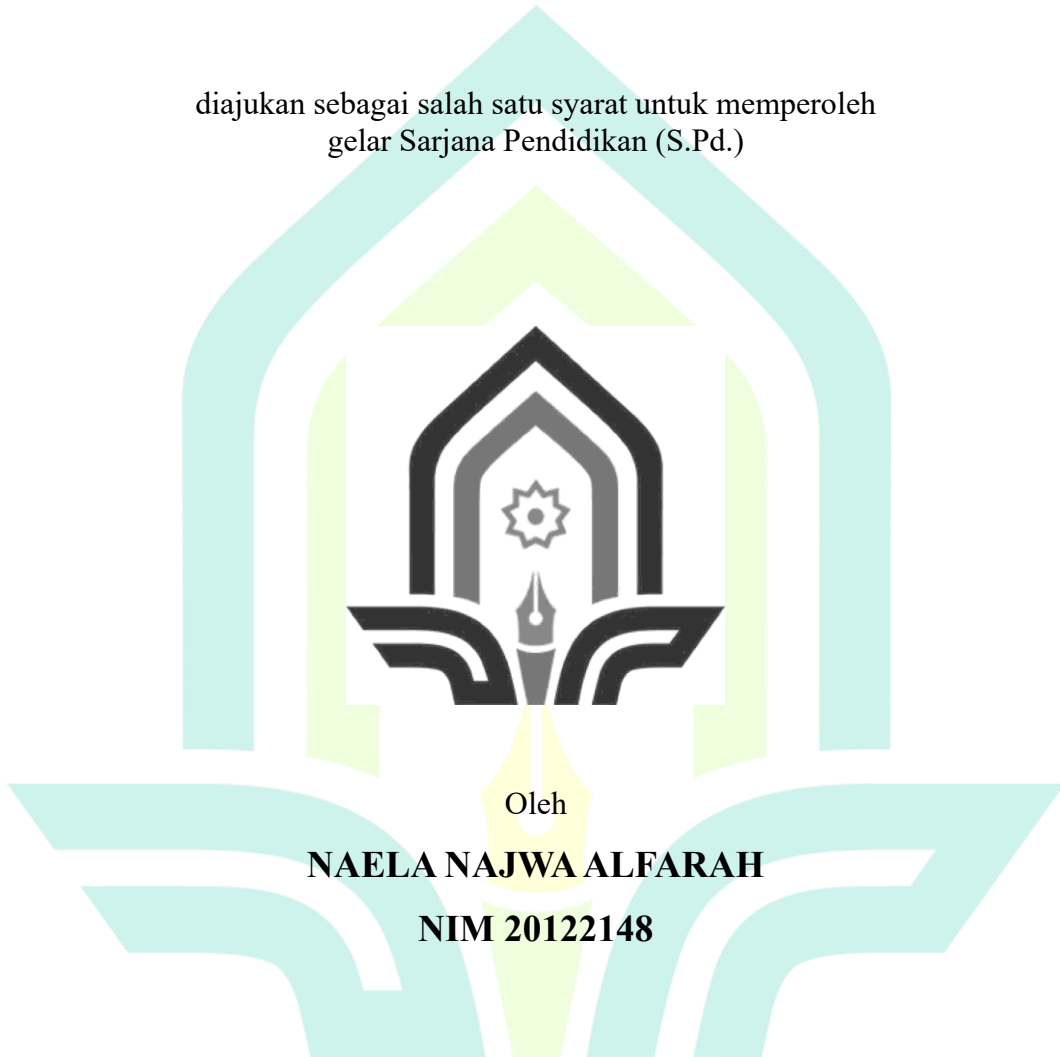 diajukan sebagai salah satu syarat untuk memperoleh
gelar Sarjana Pendidikan (S.Pd.)
Oleh
NAELA NAJWA ALFARAH
NIM 20122148